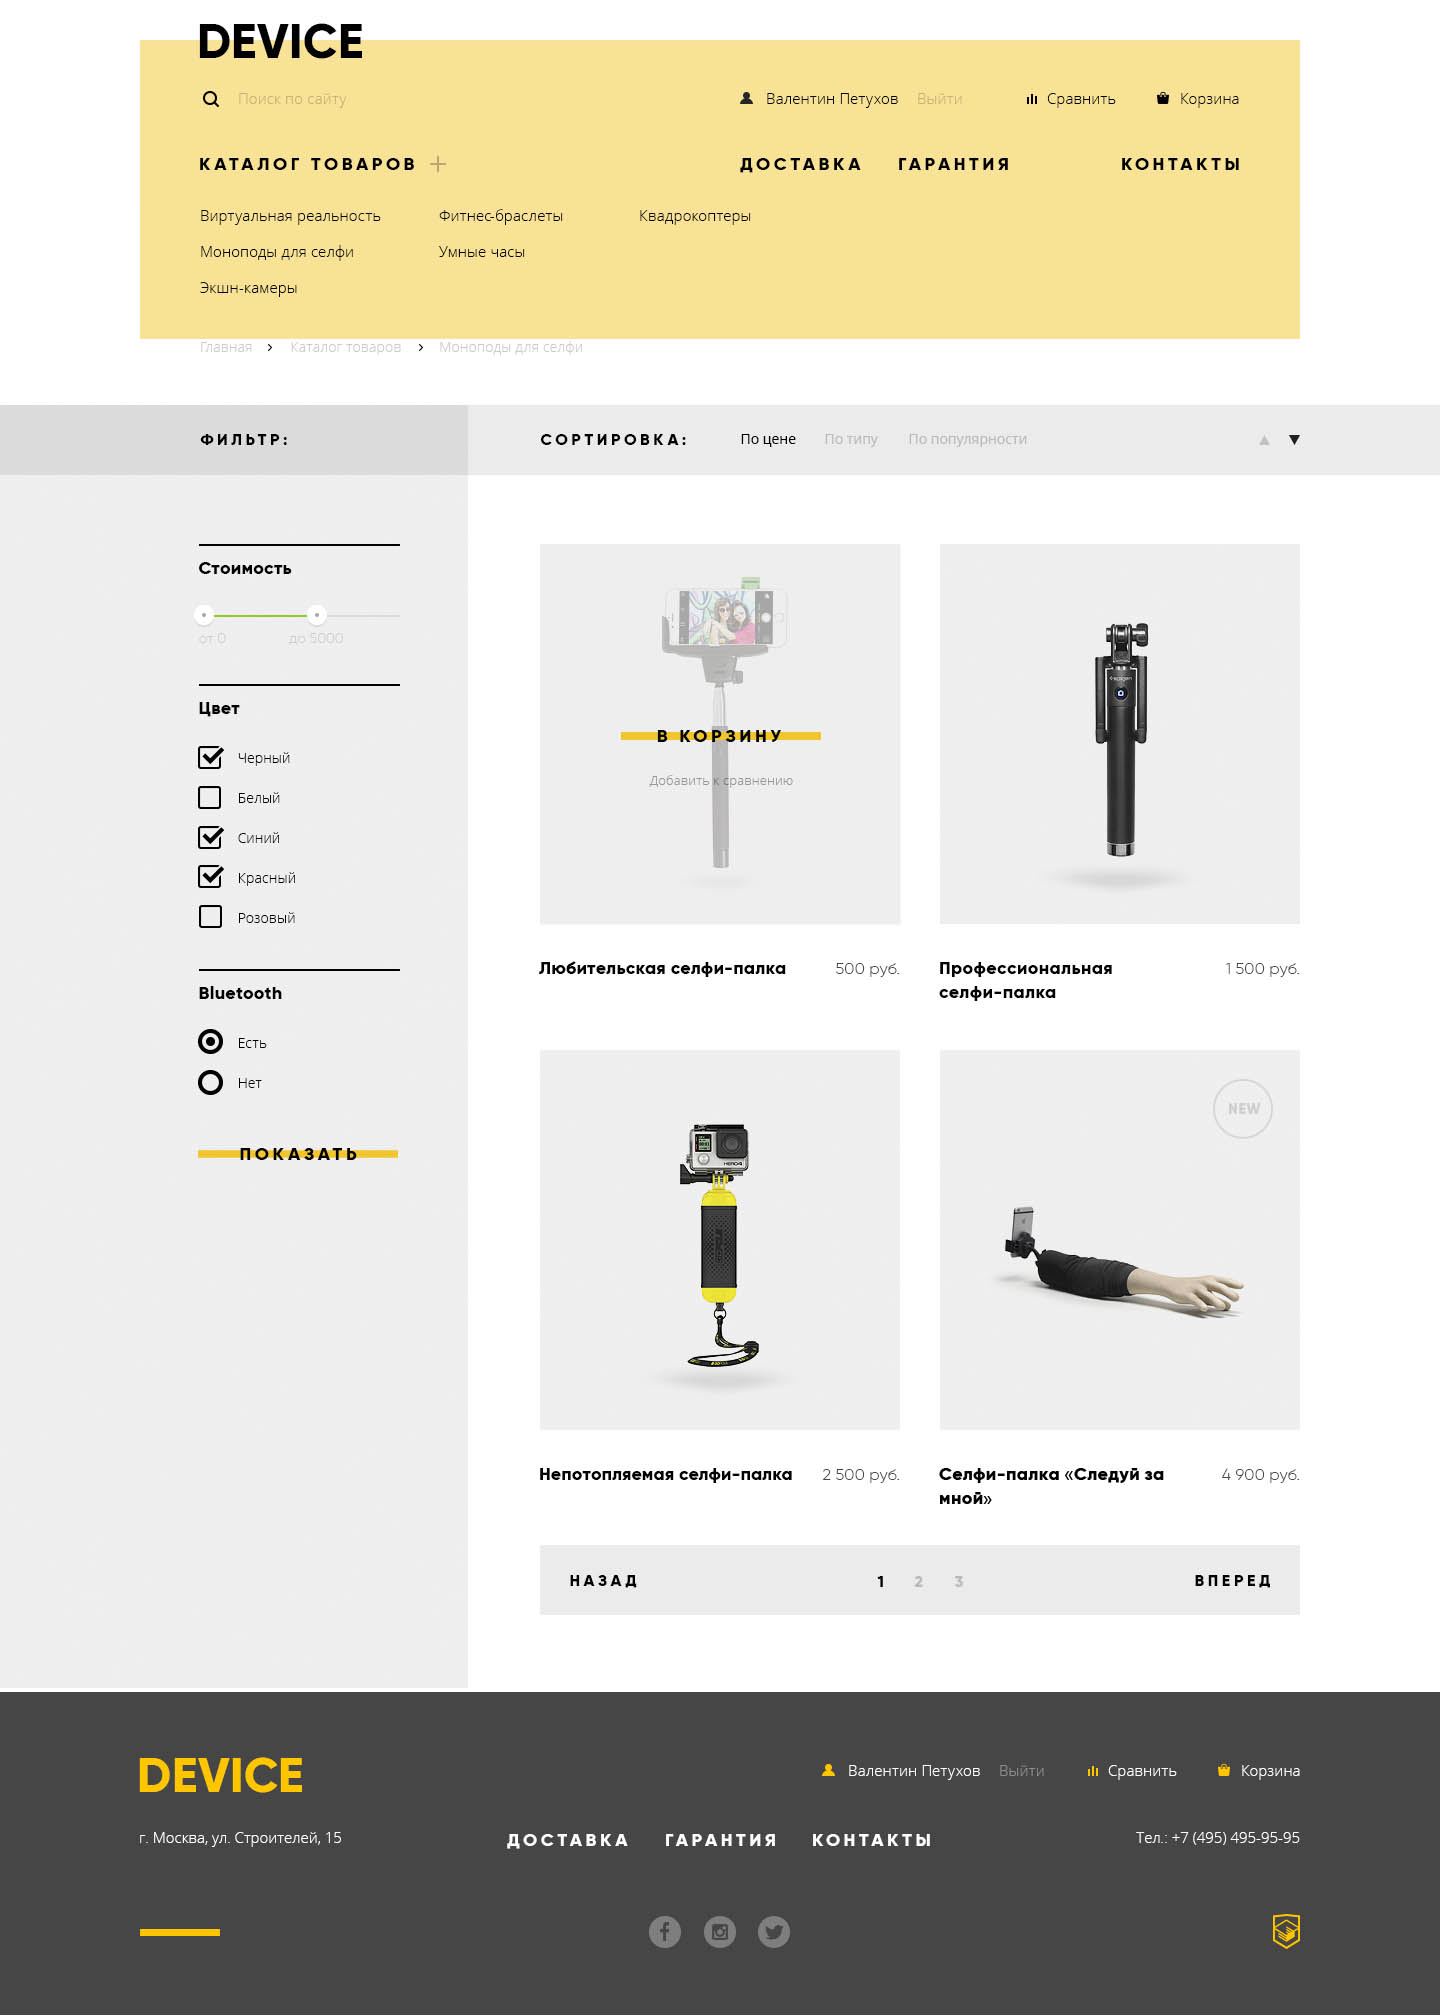 DEVICE
Поиск по сайту
Валентин Петухов Выйти Сравнить Корзина
КАТАЛОГ ТОВАРОВ ДОСТАВКА ГАРАНТИЯ КОНТАКТЫ
Виртуальная реальность Фитнес-браслеты Квадрокоптеры
Моноподы для селфи Умные часы
Экшн-камеры
Главная Каталог товаров Моноподы для селфи
ФИЛЬТР: СОРТИРОВКА: По цене По типу По популярности
Стоимость
от 0 до 5000
Цвет
Черный
Белый
Синий
Красный
Розовый
Bluetooth
Есть
Нет
ПОКАЗАТЬ
В КОРЗИНУ
Добавить к сравнению
spigen
Любительская селфи-палка 500 руб.
Профессиональная 1 500 руб.
селфи-палка
HERO4
NEW
Непотопляемая селфи-палка 2 500 руб.
Селфи-палка «Следуй за 4 900 руб.
мной»
НАЗАД 1 2 3 ВПЕРЕД
DEVICE
Валентин Петухов Выйти Сравнить Корзина
г. Москва, ул. Строителей, 15
ДОСТАВКА ГАРАНТИЯ КОНТАКТЫ
Тел.: +7 (495) 495-95-95